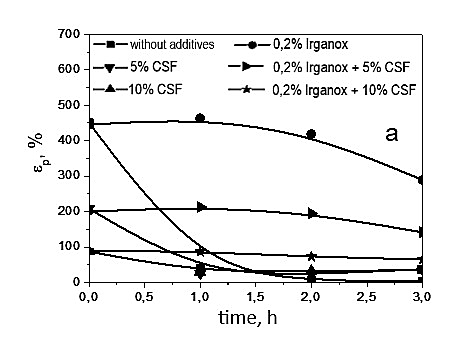 700
600
500
400
300
200
100
0
εp, %
without additives
0,2% Irganox
5% CSF
0,2% Irganox + 5% CSF
10% CSF
0,2% Irganox + 10% CSF
a
0,0 0,5 1,0 1,5 2,0 2,5 3,0
time, h